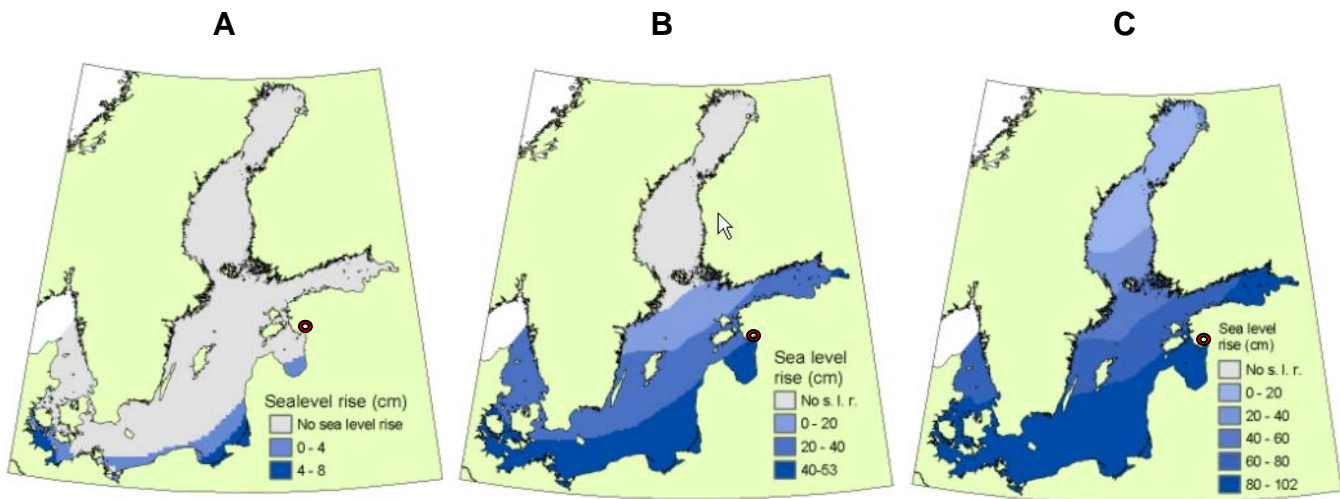 A
B
C
Sealevel rise (cm)
No sea level rise
0 - 4
4 - 8
Sea level
rise (cm)
No s. l. r.
0 - 20
20 - 40
40-53
Sea level
rise (cm)
No s. l. r.
0 - 20
20 - 40
40 - 60
60 - 80
80 - 102